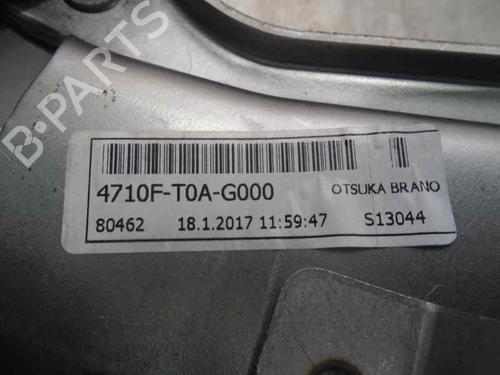 B-PARTS
4710F-T0A-G000 OTSUKA BRANO
80462 18.1.2017 11:59:47 S13044